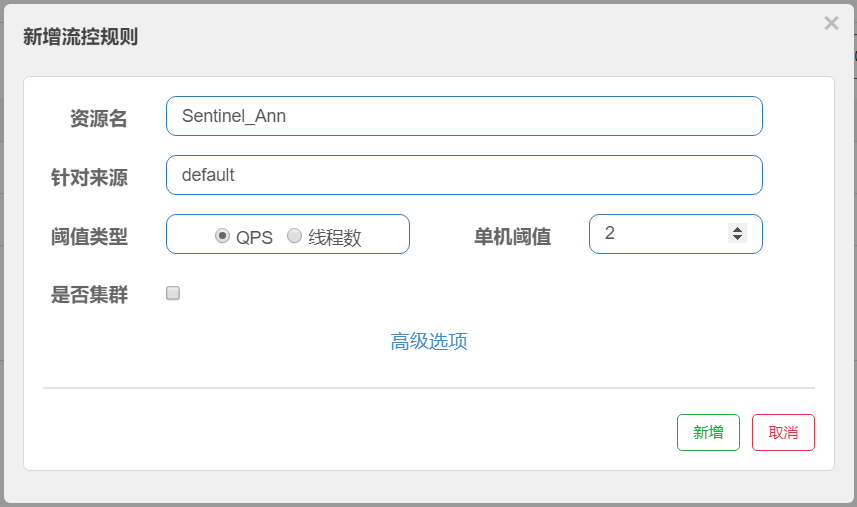 新增流控规则
×
资源名 Sentinel_Ann
针对来源 default
阈值类型 QPS 线程数 单机阈值 2
是否集群
高级选项
新增 取消